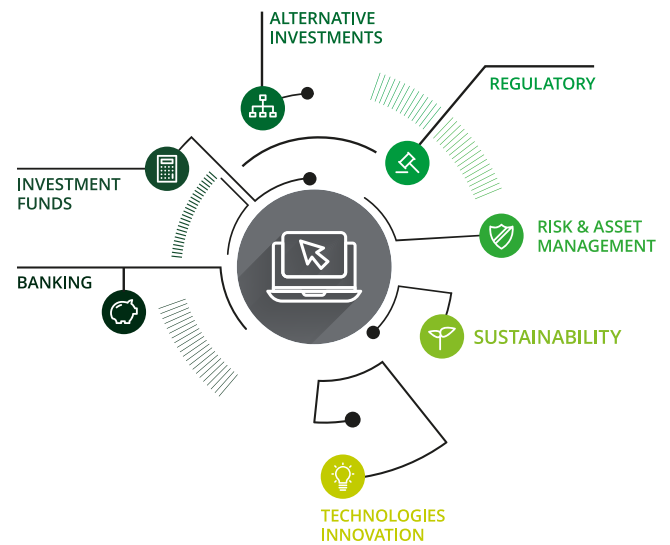 ALTERNATIVE
INVESTMENTS
REGULATORY
INVESTMENT
FUNDS
RISK & ASSET
MANAGEMENT
BANKING
SUSTAINABILITY
TECHNOLOGIES
INNOVATION